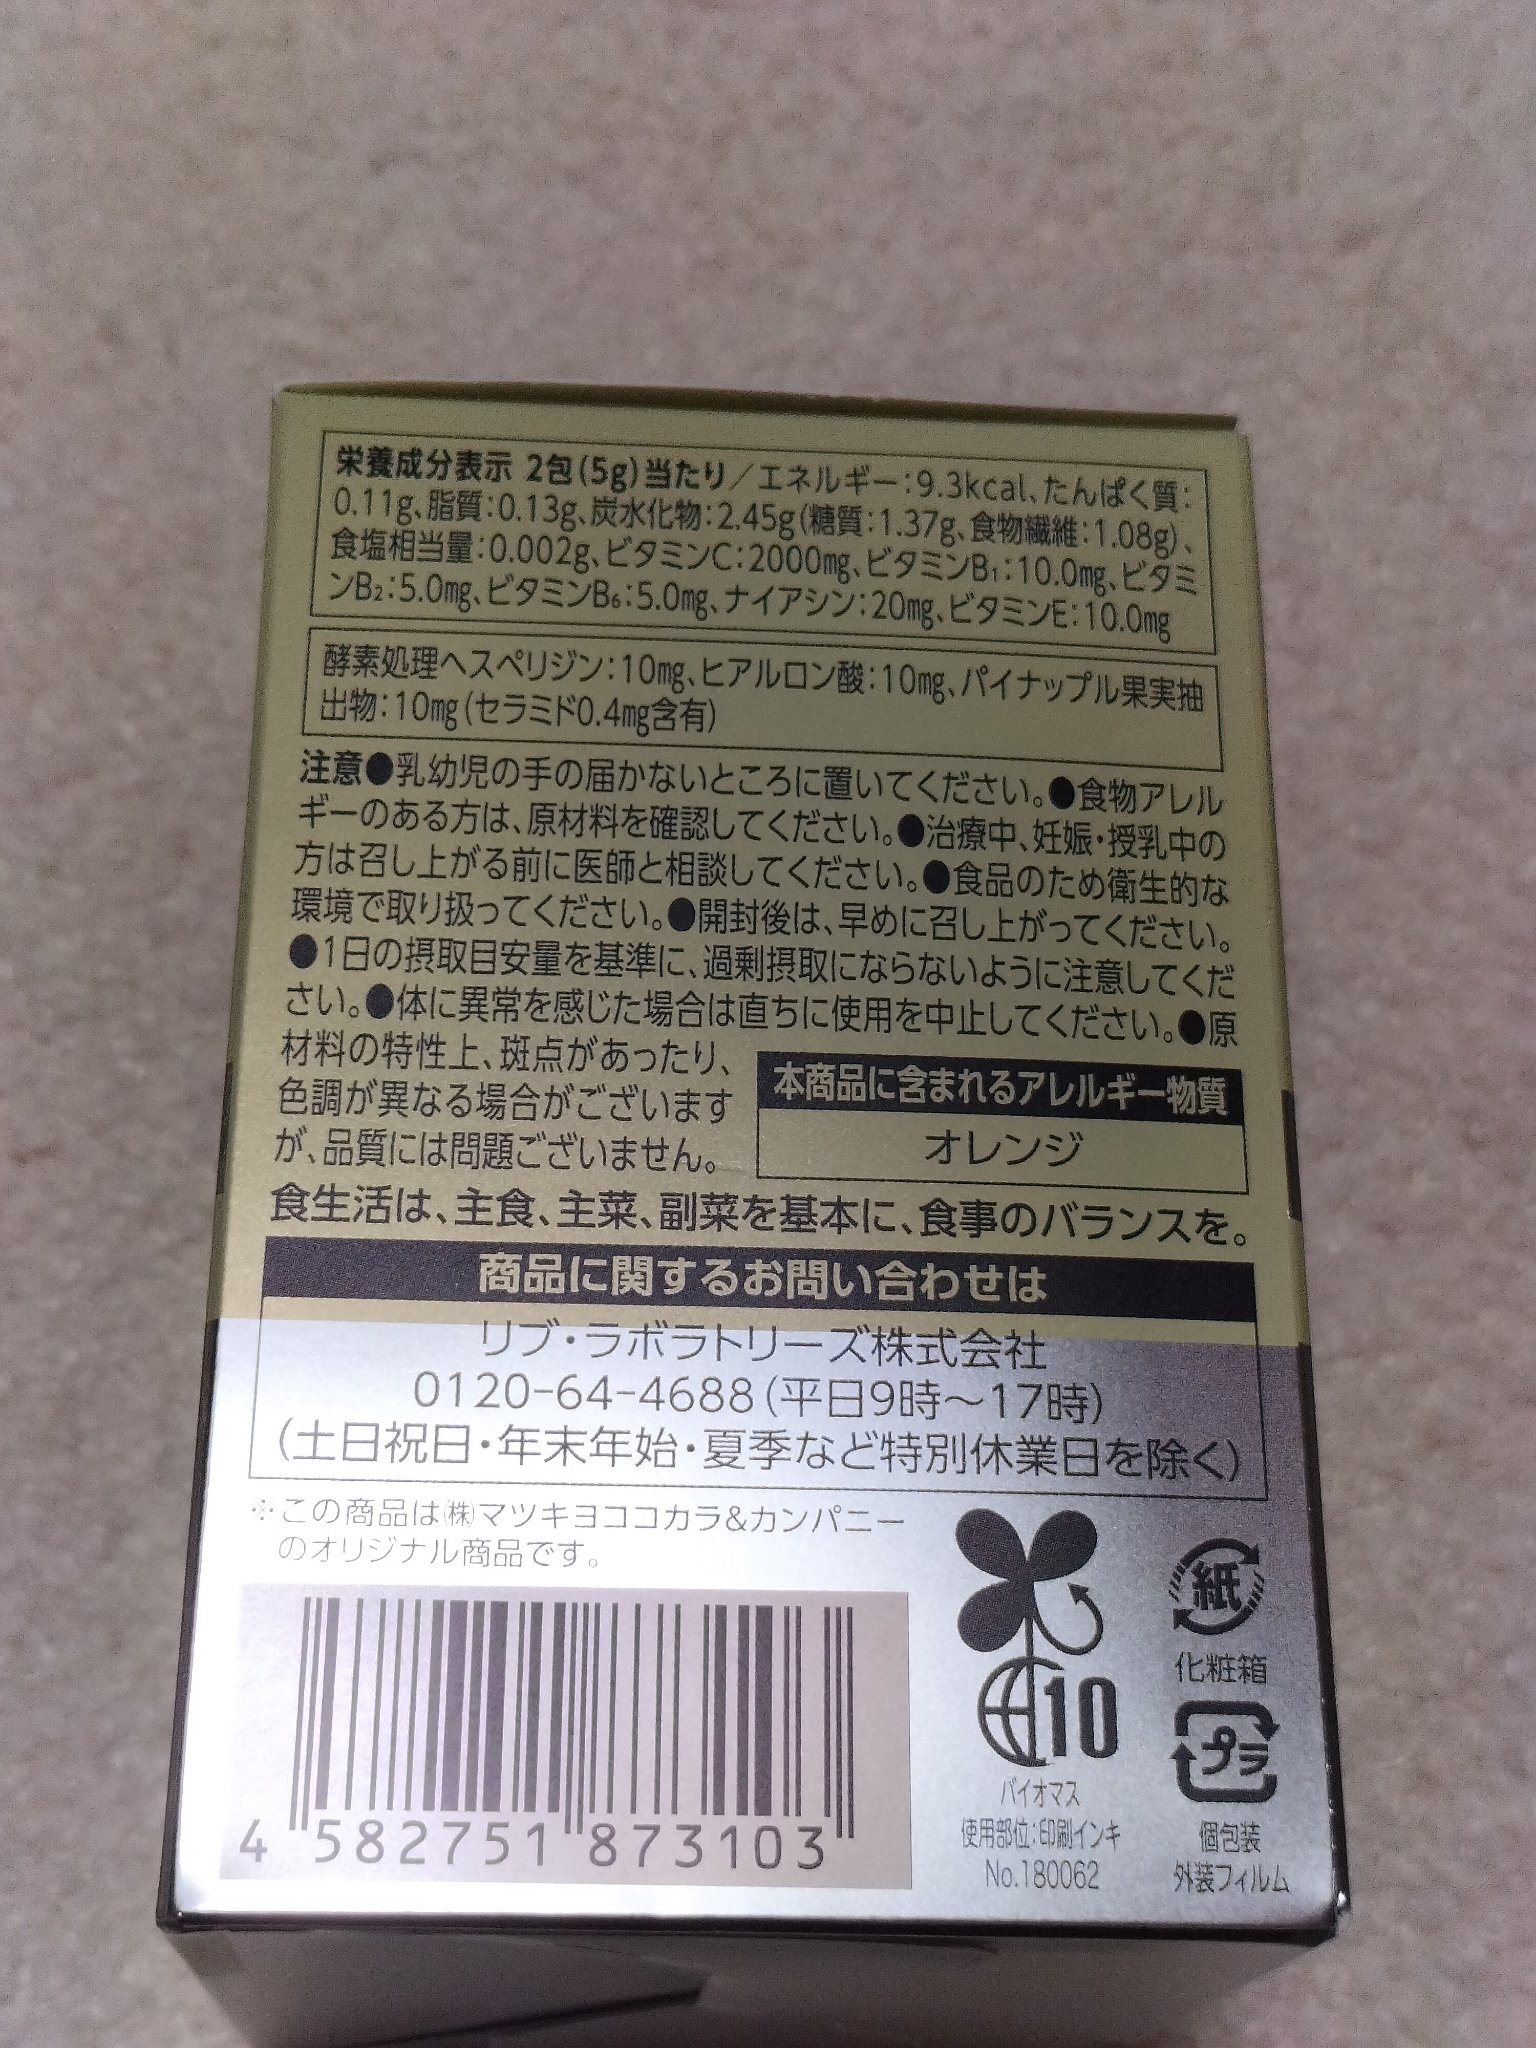 栄養成分表示 2包(5g)当たり／エネルギー:9.3kcal、たんぱく質:
0.11g、脂質:0.13g、炭水化物:2.45g(糖質:1.37g、食物繊維:1.08g)、
食塩相当量:0.002g、ビタミンC:2000mg、ビタミンB₁:10.0mg、ビタミ
ンB₂:5.0mg、ビタミンB₆:5.0mg、ナイアシン:20mg、ビタミンE:10.0mg
酵素処理ヘスペリジン:10mg、ヒアルロン酸:10mg、パイナップル果実抽
出物:10mg(セラミド0.4mg含有)
注意●乳幼児の手の届かないところに置いてください。●食物アレル
ギーのある方は、原材料を確認してください。●治療中、妊娠・授乳中の
方は召し上がる前に医師と相談してください。●食品のため衛生的な
環境で取り扱ってください。●開封後は、早めに召し上がってください。
●1日の摂取目安量を基準に、過剰摂取にならないように注意してくだ
さい。●体に異常を感じた場合は直ちに使用を中止してください。●原
材料の特性上、斑点があったり、
色調が異なる場合がございます
が、品質には問題ございません。
本商品に含まれるアレルギー物質
オレンジ
食生活は、主食、主菜、副菜を基本に、食事のバランスを。
商品に関するお問い合わせは
リブ・ラボラトリーズ株式会社
0120-64-4688(平日9時～17時)
(土日祝日・年末年始・夏季など特別休業日を除く)
※この商品は㈱マツキヨココカラ&カンパニー
のオリジナル商品です。
4 582751 873103
10
バイオマス
使用部位:印刷インキ
No.180062
紙
化粧箱
プラ
個包装
外装フィルム